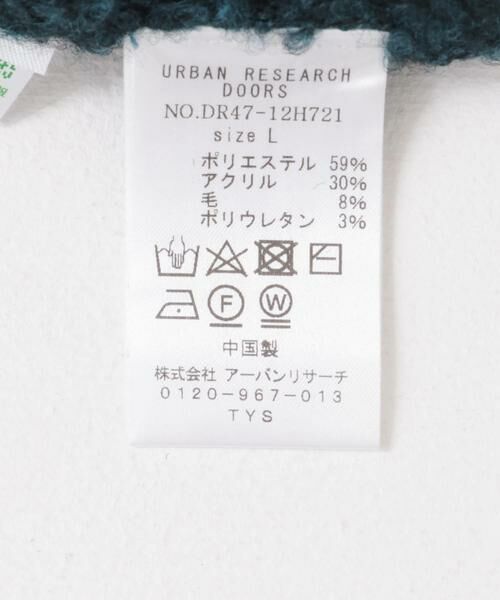 URBAN RESEARCH
DOORS
NO.DR47-12H721
size L
ポリエステル 59%
アクリル 30%
毛 8%
ポリウレタン 3%
F W
中国製
株式会社 アーバンリサーチ
0120-967-013
TYS